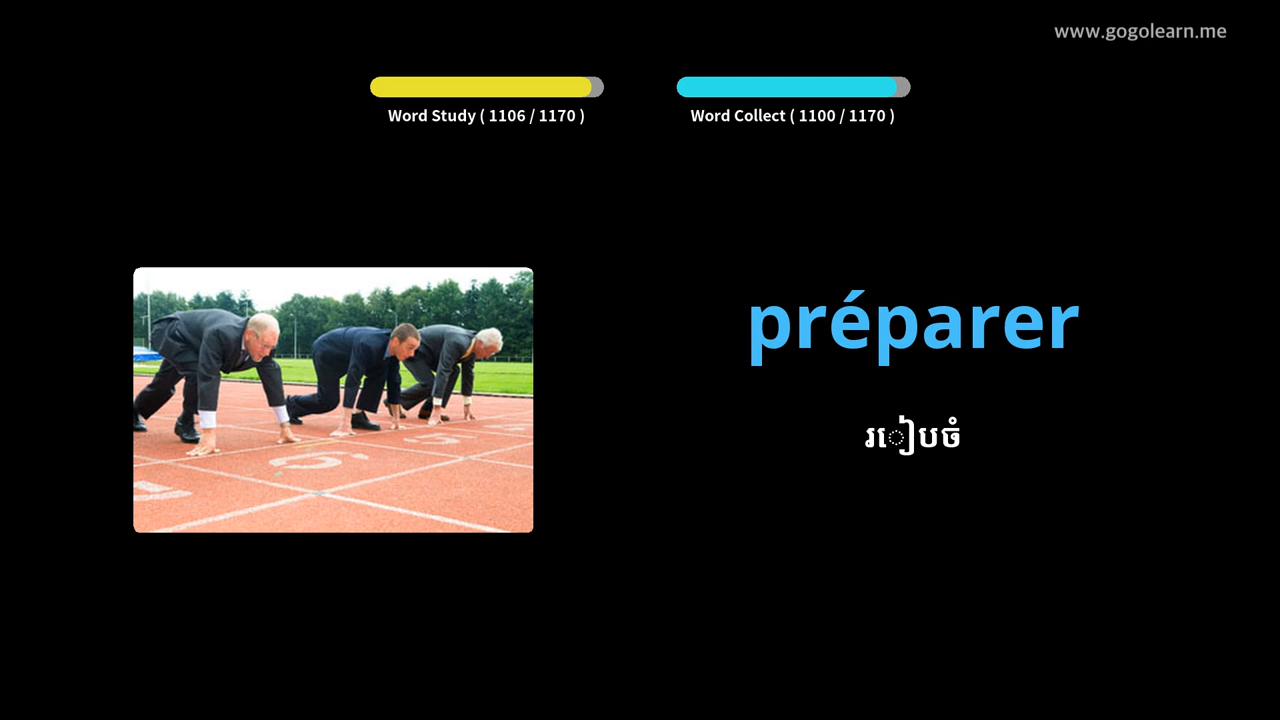 www.gogolearn.me
Word Study ( 1106 / 1170 )
Word Collect ( 1100 / 1170 )
préparer
រៀបចំ